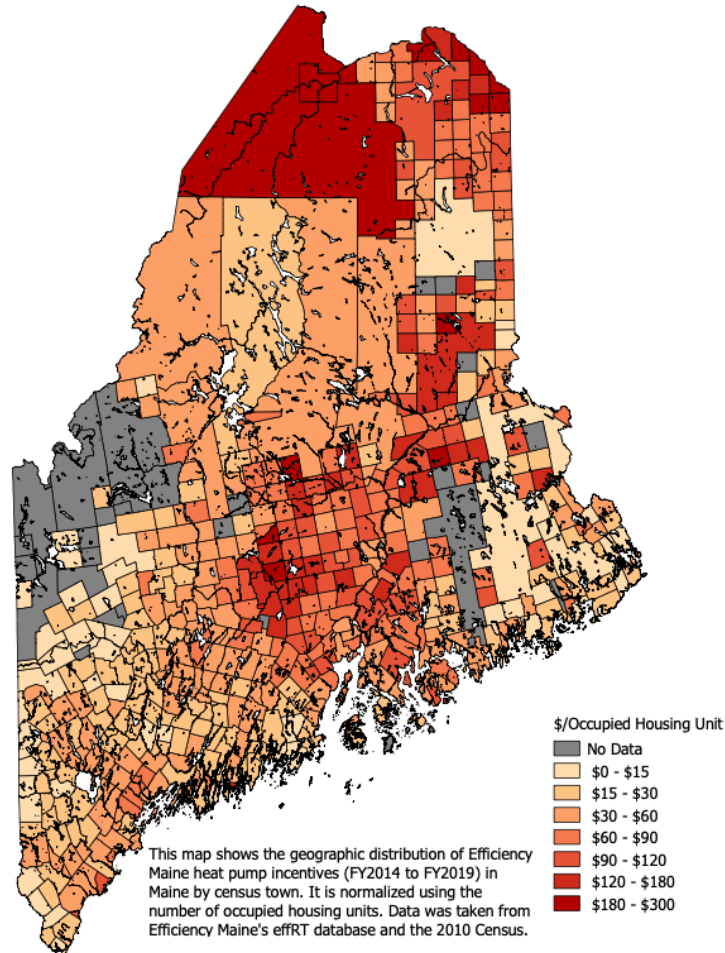 $/Occupied Housing Unit
No Data
$0 - $15
$15 - $30
$30 - $60
$60 - $90
$90 - $120
$120 - $180
$180 - $300
This map shows the geographic distribution of Efficiency
Maine heat pump incentives (FY2014 to FY2019) in
Maine by census town. It is normalized using the
number of occupied housing units. Data was taken from
Efficiency Maine's effRT database and the 2010 Census.